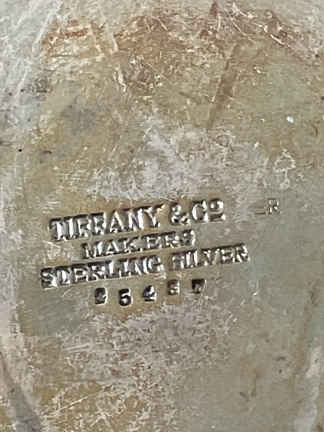 TIFFANY & Co
MAKERS
STERLING SILVER